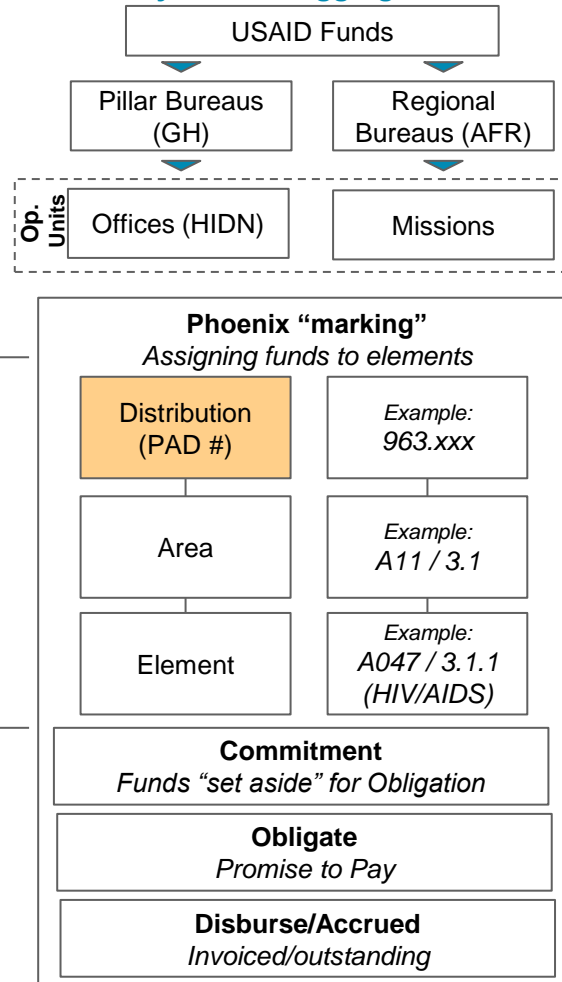 USAID Funds
Pillar Bureaus
(GH)
Regional
Bureaus (AFR)
Op.
Units
Offices (HIDN)
Missions
Phoenix “marking”
Assigning funds to elements
Distribution
(PAD #)
Example:
963.xxx
Area
Example:
A11 / 3.1
Element
Example:
A047 / 3.1.1
(HIV/AIDS)
Commitment
Funds “set aside” for Obligation
Obligate
Promise to Pay
Disburse/Accrued
Invoiced/outstanding